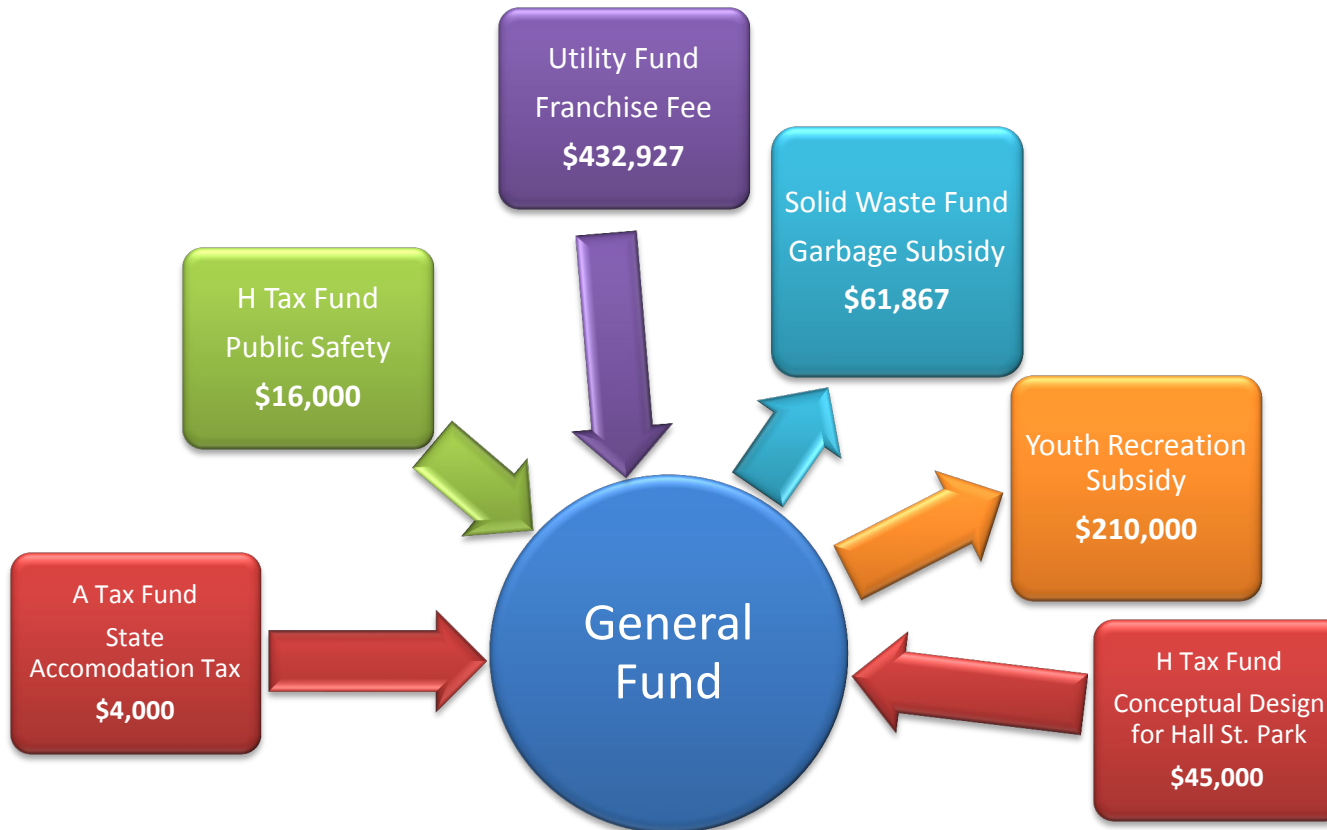 Utility Fund
Franchise Fee
$432,927
Solid Waste Fund
Garbage Subsidy
$61,867
H Tax Fund
Public Safety
$16,000
Youth Recreation
Subsidy
$210,000
A Tax Fund
State
Accomodation Tax
$4,000
General
Fund
H Tax Fund
Conceptual Design
for Hall St. Park
$45,000